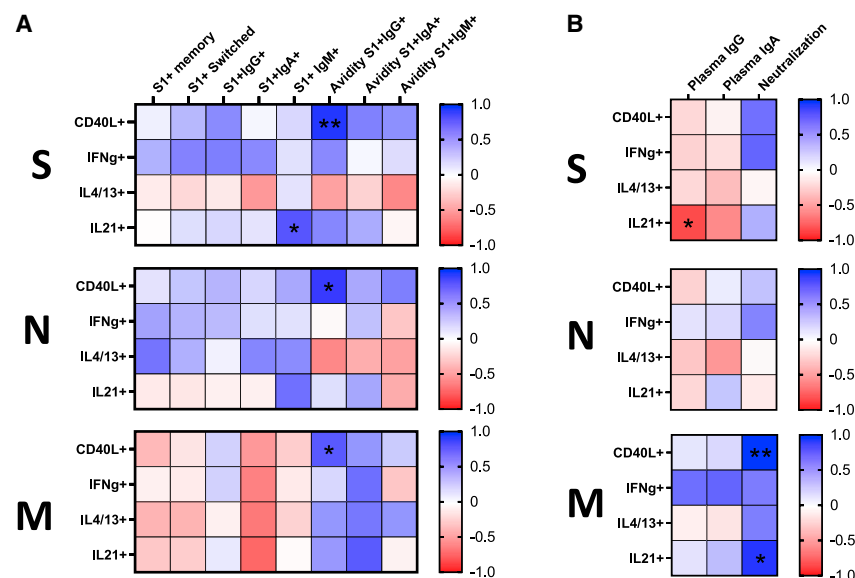 A
S1+ memory
S1+ Switched
S1+IgG+
S1+IgA+
S1+ IgM+
Avidity S1+IgG+
Avidity S1+IgA+
Avidity S1+IgM+
S
CD40L+
IFNg+
IL4/13+
IL21+
**
*
1.0
0.5
0
-0.5
-1.0
N
CD40L+
IFNg+
IL4/13+
IL21+
*
1.0
0.5
0
-0.5
-1.0
M
CD40L+
IFNg+
IL4/13+
IL21+
*
1.0
0.5
0
-0.5
-1.0
B
Plasma IgG
Plasma IgA
Neutralization
S
CD40L+
IFNg+
IL4/13+
IL21+
*
1.0
0.5
0
-0.5
-1.0
N
CD40L+
IFNg+
IL4/13+
IL21+
1.0
0.5
0
-0.5
-1.0
M
CD40L+
IFNg+
IL4/13+
IL21+
**
*
1.0
0.5
0
-0.5
-1.0